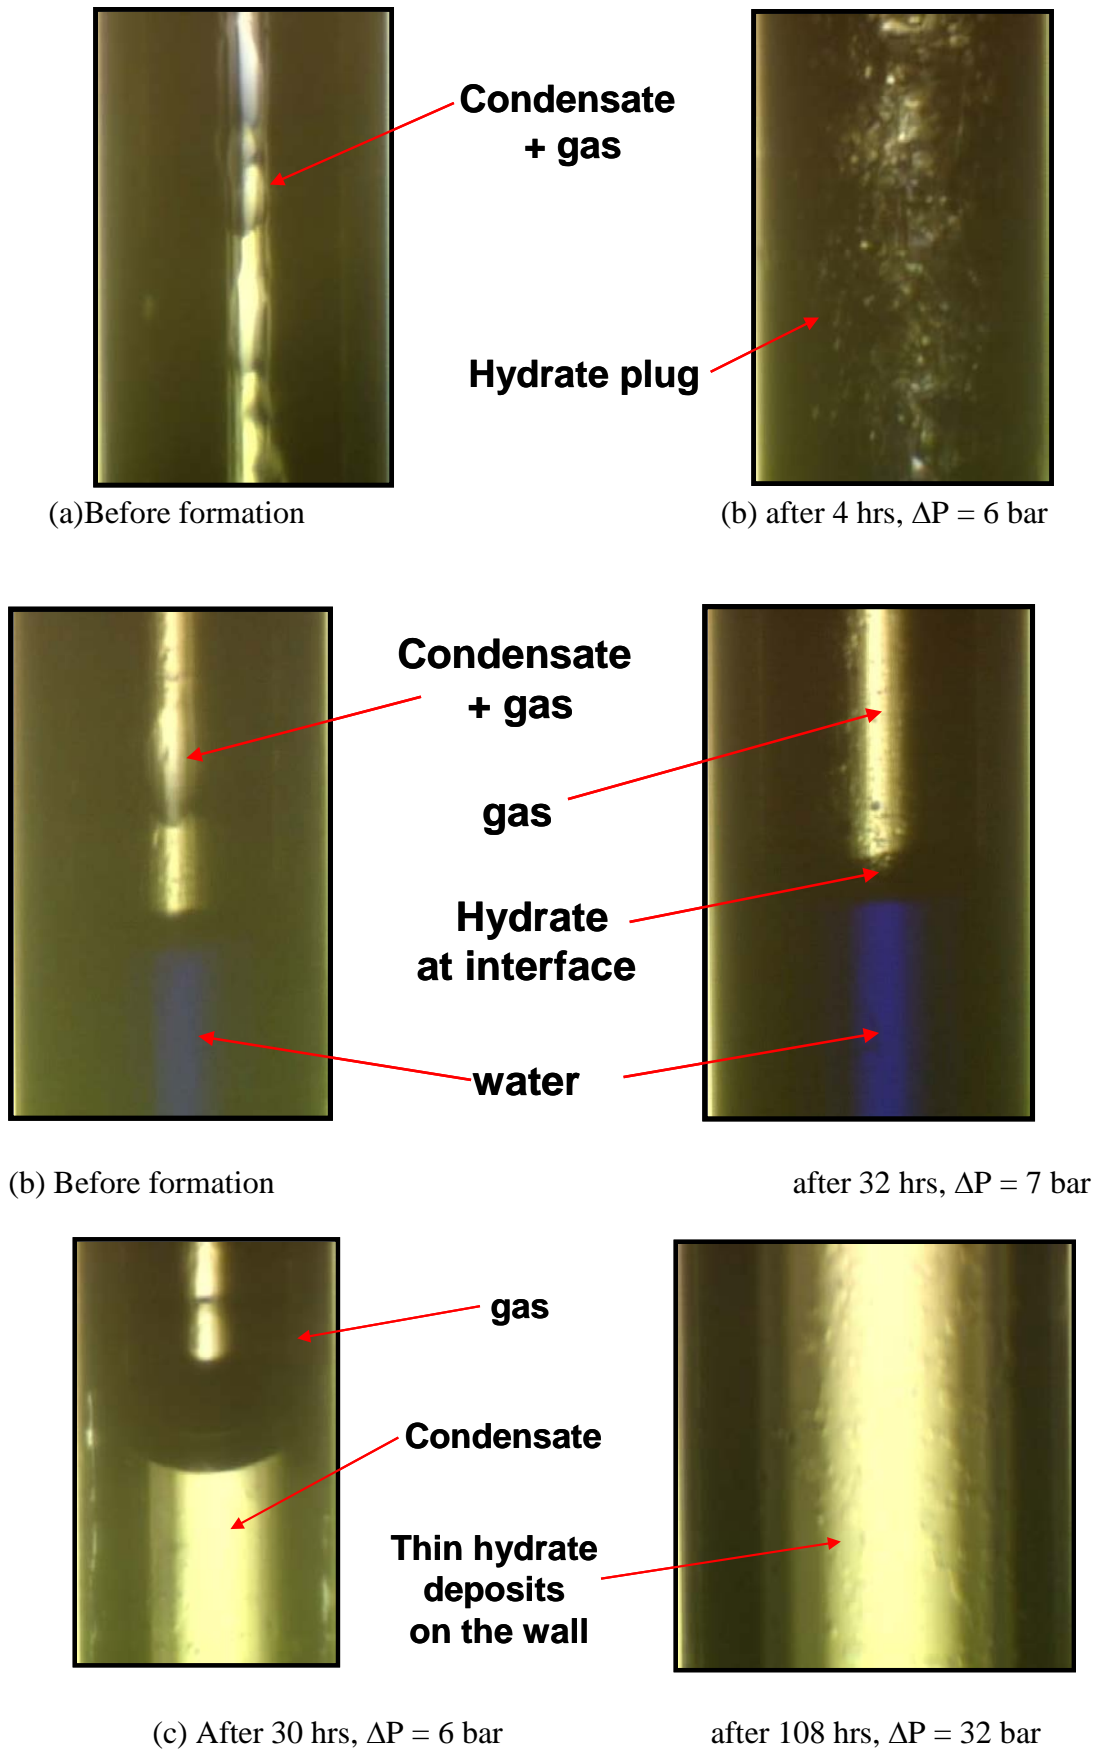 Condensate
+ gas
Hydrate plug
(a)Before formation
(b) after 4 hrs, ΔP = 6 bar
Condensate
+ gas
gas
Hydrate
at interface
water
(b) Before formation
after 32 hrs, ΔP = 7 bar
gas
Condensate
Thin hydrate
deposits
on the wall
(c) After 30 hrs, ΔP = 6 bar
after 108 hrs, ΔP = 32 bar